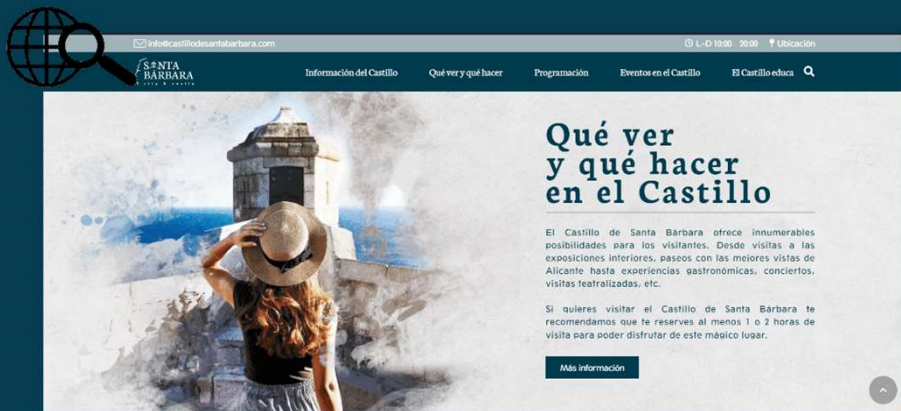 info@castillodesantabarbara.com
L-D 10:00 20:00 Ubicación
SANTA
BÁRBARA
Información del Castillo Qué ver y qué hacer Programación Eventos en el Castillo El Castillo educa
Qué ver
y qué hacer
en el Castillo
El Castillo de Santa Bárbara ofrece innumerables
posibilidades para los visitantes. Desde visitas a las
exposiciones interiores, paseos con las mejores vistas de
Alicante hasta experiencias gastronómicas, conciertos,
visitas teatralizadas, etc.
Si quieres visitar el Castillo de Santa Bárbara te
recomendamos que te reserves al menos 1 o 2 horas de
visita para poder disfrutar de este mágico lugar.
Más información